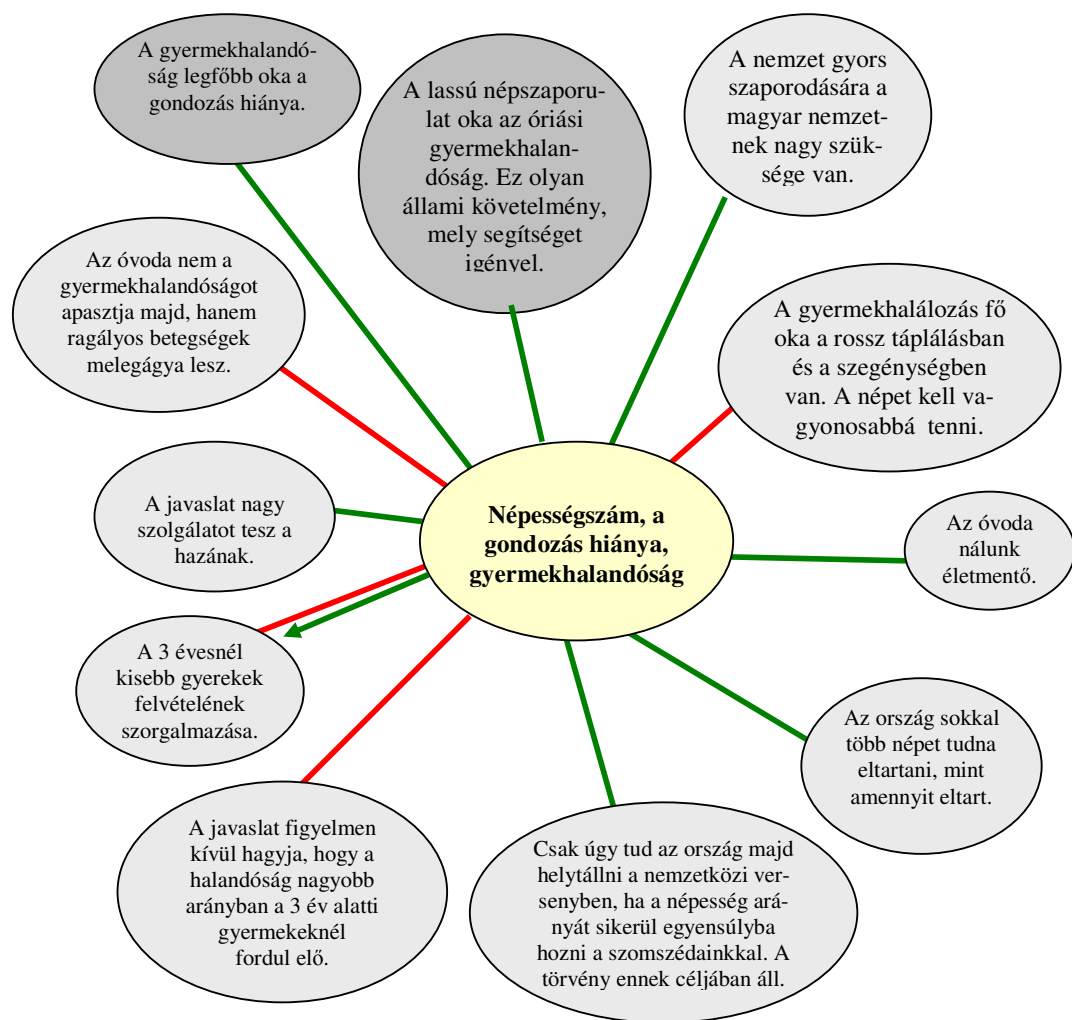 A gyermekhalandó-
ság legfőbb oka a
gondozás hiánya.
A lassú népszaporu-
lat oka az óriási
gyermekhalan-
dóság. Ez olyan
állami követelmény,
mely segítséget
igényel.
A nemzet gyors
szaporodására a
magyar nemzet-
nek nagy szük-
sége van.
Az óvoda nem a
gyermekhalandóságot
apasztja majd, hanem
ragályos betegségek
melegágya lesz.
A gyermekhalálozás fő
oka a rossz táplálásban
és a szegénységben
van. A népet kell va-
gyonosabbá tenni.
A javaslat nagy
szolgálatot tesz a
hazának.
Népességszám, a
gondozás hiánya,
gyermekhalandóság
Az óvoda
nálunk
életmentő.
A 3 évesnél
kisebb gyerekek
felvételének
szorgalmazása.
Az ország sokkal
több népet tudna
eltartani, mint
amennyit eltart.
A javaslat figyelmen
kívül hagyja, hogy a
halandóság nagyobb
arányban a 3 év alatti
gyermekeknél
fordul elő.
Csak úgy tud az ország majd
helytállni a nemzetközi ver-
senyben, ha a népesség ará-
nyát sikerül egyensúlyba
hozni a szomszédainkkal. A
törvény ennek céljában áll.